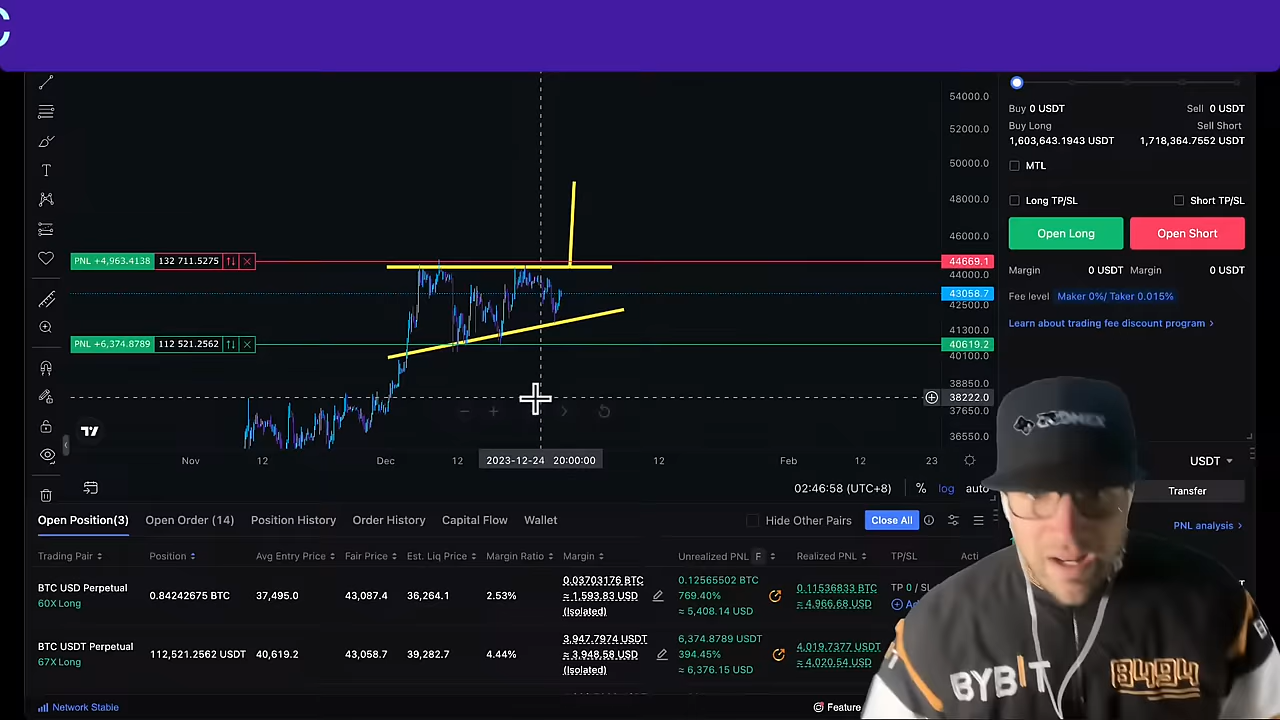 C
54000.0
52000.0
50000.0
48000.0
46000.0
44669.1
44000.0
43058.7
42500.0
41300.0
40619.2
40100.0
38850.0
38222.0
37650.0
36550.0
PNL +4,963.4138 132 711.5275
PNL +6,374.8789 112 521.2562
Nov 12 Dec 12 2023-12-24 20:00:00 12 Feb 12 23
02:46:58 (UTC+8) % log auto
Buy 0 USDT Sell 0 USDT
Buy Long Sell Short
1,603,643.1943 USDT 1,718,364.7552 USDT
MTL
Long TP/SL Short TP/SL
Open Long Open Short
Margin 0 USDT Margin 0 USDT
Fee level Maker 0%/ Taker 0.015%
Learn about trading fee discount program >
USDT
Transfer
PNL analysis >
Open Position(3) Open Order (14) Position History Order History Capital Flow Wallet Hide Other Pairs Close All
Trading Pair Position Avg Entry Price Fair Price Est. Liq Price Margin Ratio Margin Unrealized PNL F Realized PNL TP/SL Acti
BTC USD Perpetual
60X Long
0.84242675 BTC 37,495.0 43,087.4 36,264.1 2.53%
0.03703176 BTC
≈ 1,593.83 USD
(Isolated)
0.12565502 BTC
769.40%
≈ 5,408.14 USD
0.11536833 BTC
≈ 4,966.68 USD
TP 0 / SL
BTC USDT Perpetual
67X Long
112,521.2562 USDT 40,619.2 43,058.7 39,282.7 4.44%
3,947.7974 USDT
≈ 3,948.58 USD
(Isolated)
6,374.8789 USDT
394.45%
≈ 6,376.15 USD
4,019.7377 USDT
≈ 4,020.54 USD
Network Stable
Feature
BYBIT